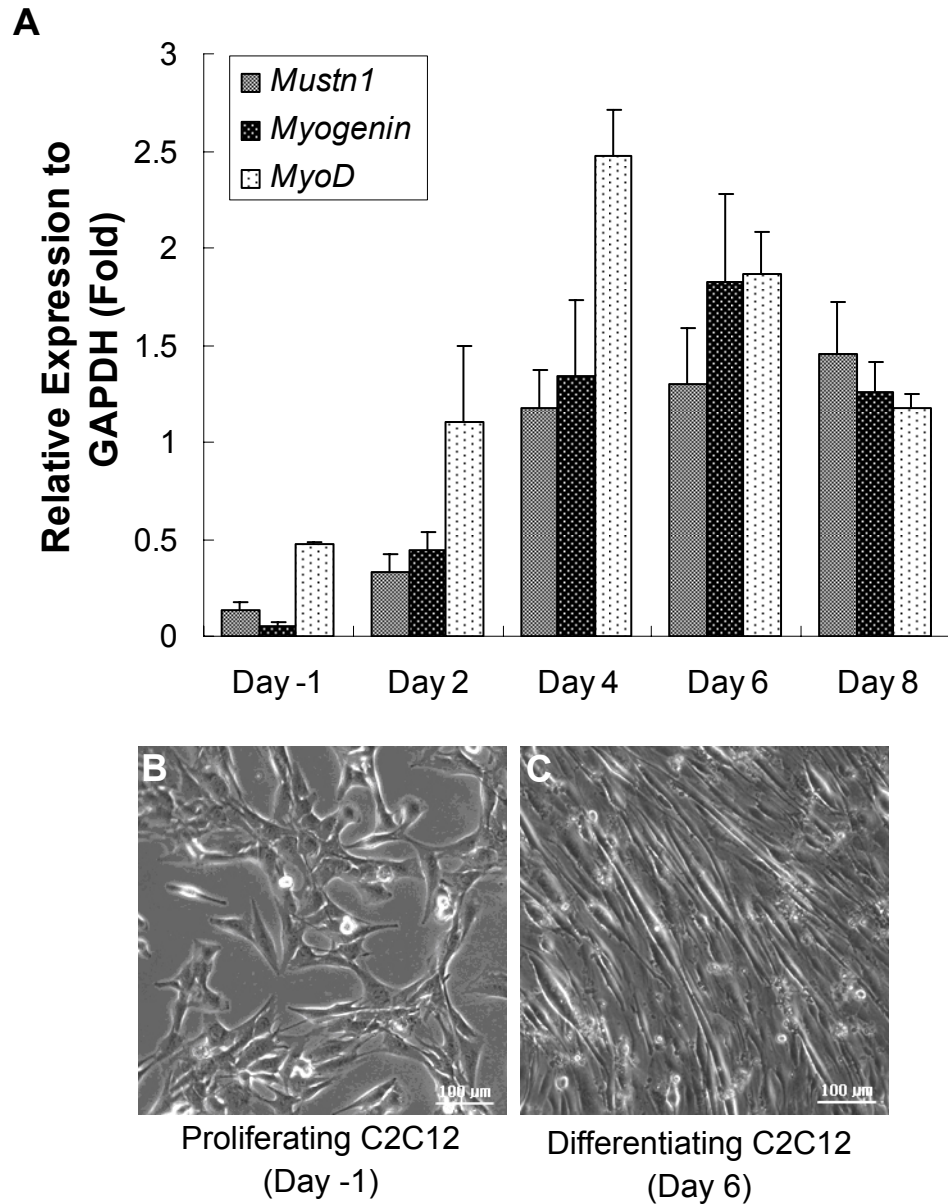 A
Relative Expression to
GAPDH (Fold)
3
2.5
2
1.5
1
0.5
0
Mustn1
Myogenin
MyoD
Day -1
Day 2
Day 4
Day 6
Day 8
B
C
100 µm
100 µm
Proliferating C2C12
(Day -1)
Differentiating C2C12
(Day 6)